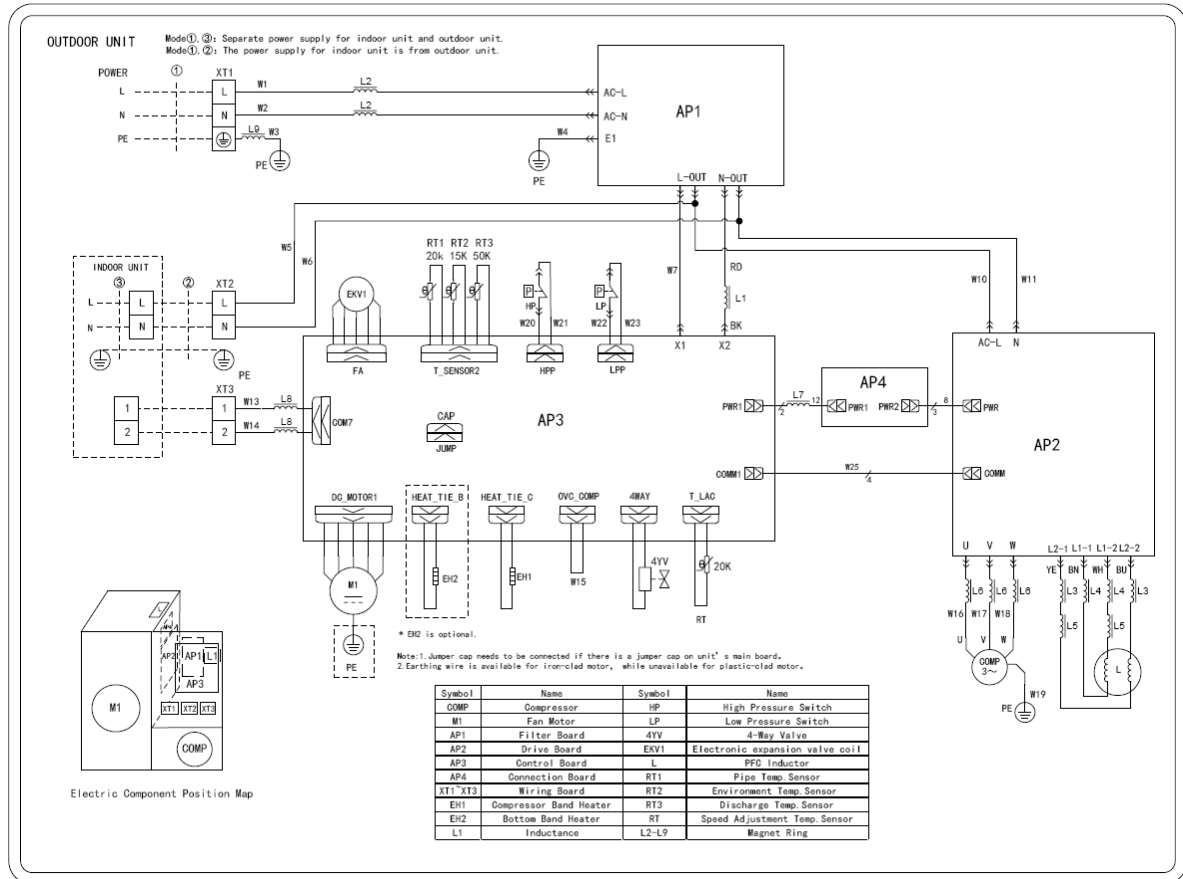 OUTDOOR UNIT
Mode①,③: Separate power supply for indoor unit and outdoor unit.
Mode①,②: The power supply for indoor unit is from outdoor unit.
POWER ① XT1
L L W1 L2 AC-L
N N W2 L2 AC-N
PE L9 W3 W4 E1
PE PE
AP1
L-OUT N-OUT
W5 W6 W7 RD L1 BK W10 W11
INDOOR UNIT
③ ② XT2
L L L
N N N
PE
XT3
1 1 W13 L8
2 2 W14 L8
COM7
EKV1
FA
RT1 RT2 RT3
20k 15K 50K
θ θ θ
T_SENSOR2
P HP
W20 W21
HPP
P LP
W22 W23
LPP
X1 X2
CAP
JUMP
AP3
PWR1 2 L7 12 PWR1
AP4
PWR2 3 8 PWR
COMM1 W25 4 COMM
AC-L N
AP2
DC_MOTOR1 HEAT_TIE_B HEAT_TIE_C OVC_COMP 4WAY T_LAC
M1 EH2 EH1 W15 4YV θ 20K
RT
PE
U V W L2-1 L1-1 L1-2 L2-2
YE BN WH BU
L6 L6 L6 L3 L4 L4 L3
W16 W17 W18 L5 L5
U V W
COMP
3~
L
W19
PE
* EH2 is optional.
Note:1.Jumper cap needs to be connected if there is a jumper cap on unit's main board.
2.Earthing wire is available for iron-clad motor, while unavailable for plastic-clad motor.
L
AP4
AP2 AP1 L1
AP3
M1
XT1 XT2 XT3
COMP
Electric Component Position Map
Symbol Name Symbol Name
COMP Compressor HP High Pressure Switch
M1 Fan Motor LP Low Pressure Switch
AP1 Filter Board 4YV 4-Way Valve
AP2 Drive Board EKV1 Electronic expansion valve coil
AP3 Control Board L PFC Inductor
AP4 Connection Board RT1 Pipe Temp.Sensor
XT1~XT3 Wiring Board RT2 Environment Temp.Sensor
EH1 Compressor Band Heater RT3 Discharge Temp.Sensor
EH2 Bottom Band Heater RT Speed Adjustment Temp.Sensor
L1 Inductance L2-L9 Magnet Ring